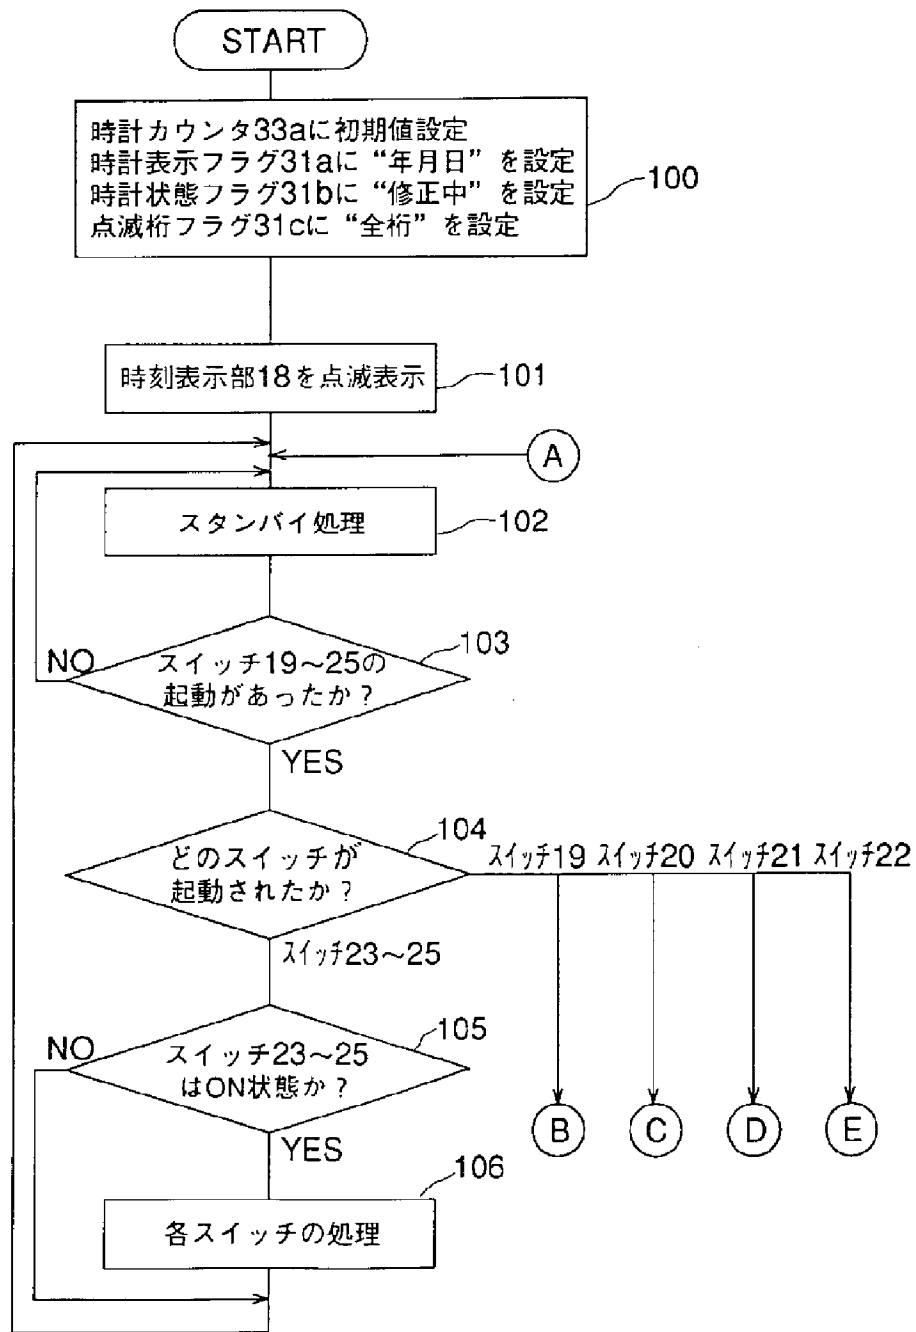 START
時計カウンタ33aに初期値設定
時計表示フラグ31aに“年月日”を設定
時計状態フラグ31bに“修正中”を設定
点滅桁フラグ31cに“全桁”を設定
100
時刻表示部18を点滅表示
101
A
スタンバイ処理
102
103
NO
スイッチ19～25の
起動があったか？
YES
104
どのスイッチが
起動されたか？
スイッチ19 スイッチ20 スイッチ21 スイッチ22
スイッチ23～25
105
NO
スイッチ23～25
はON状態か？
B C D E
YES
106
各スイッチの処理